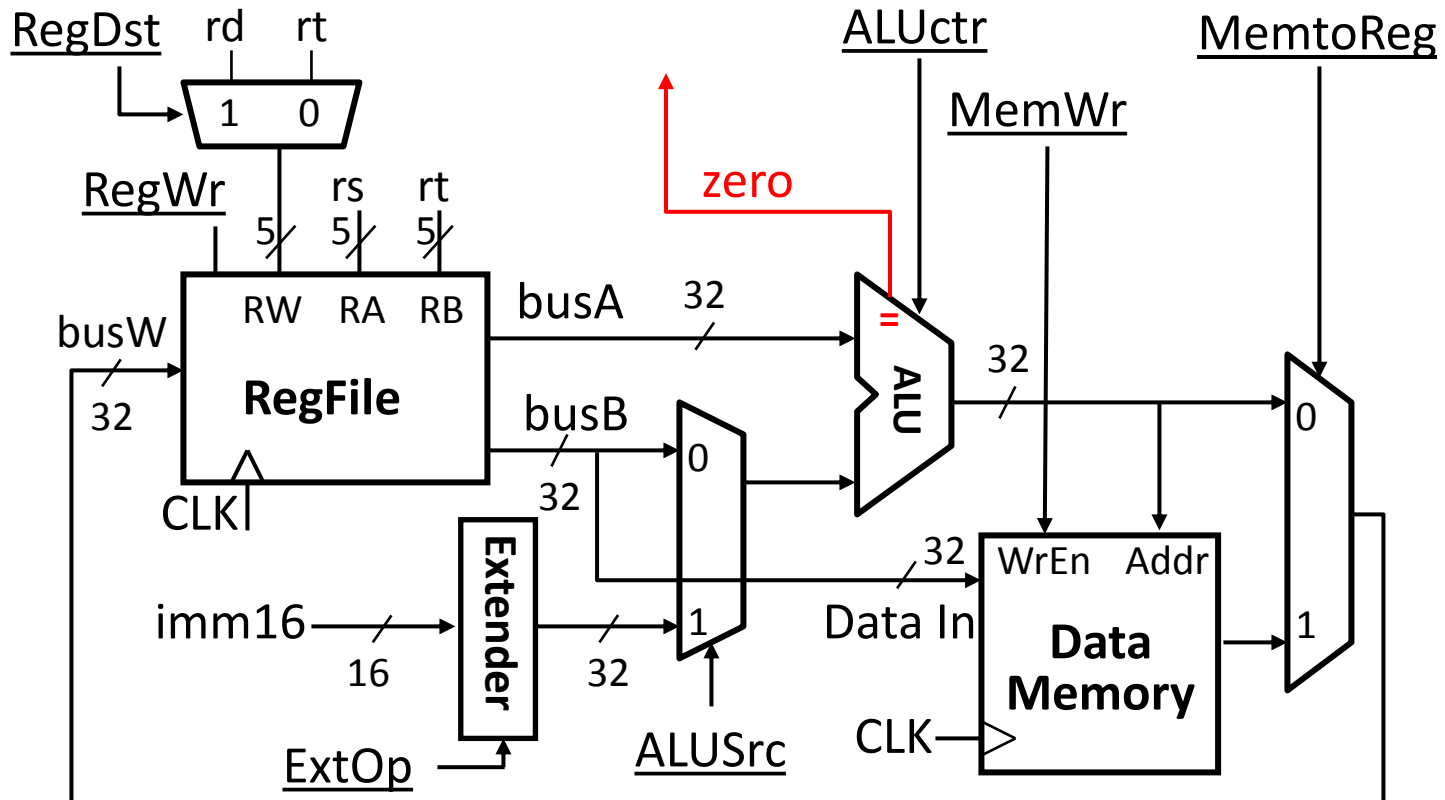 RegDst
rd
rt
ALUctr
MemtoReg
1
0
MemWr
RegWr
rs
rt
zero
5
5
5
busW
32
RW
RA
RB
RegFile
CLK
busA
32
=
ALU
32
busB
32
0
1
0
1
imm16
16
Extender
32
ExtOp
ALUSrc
32
Data In
WrEn
Addr
Data
Memory
CLK